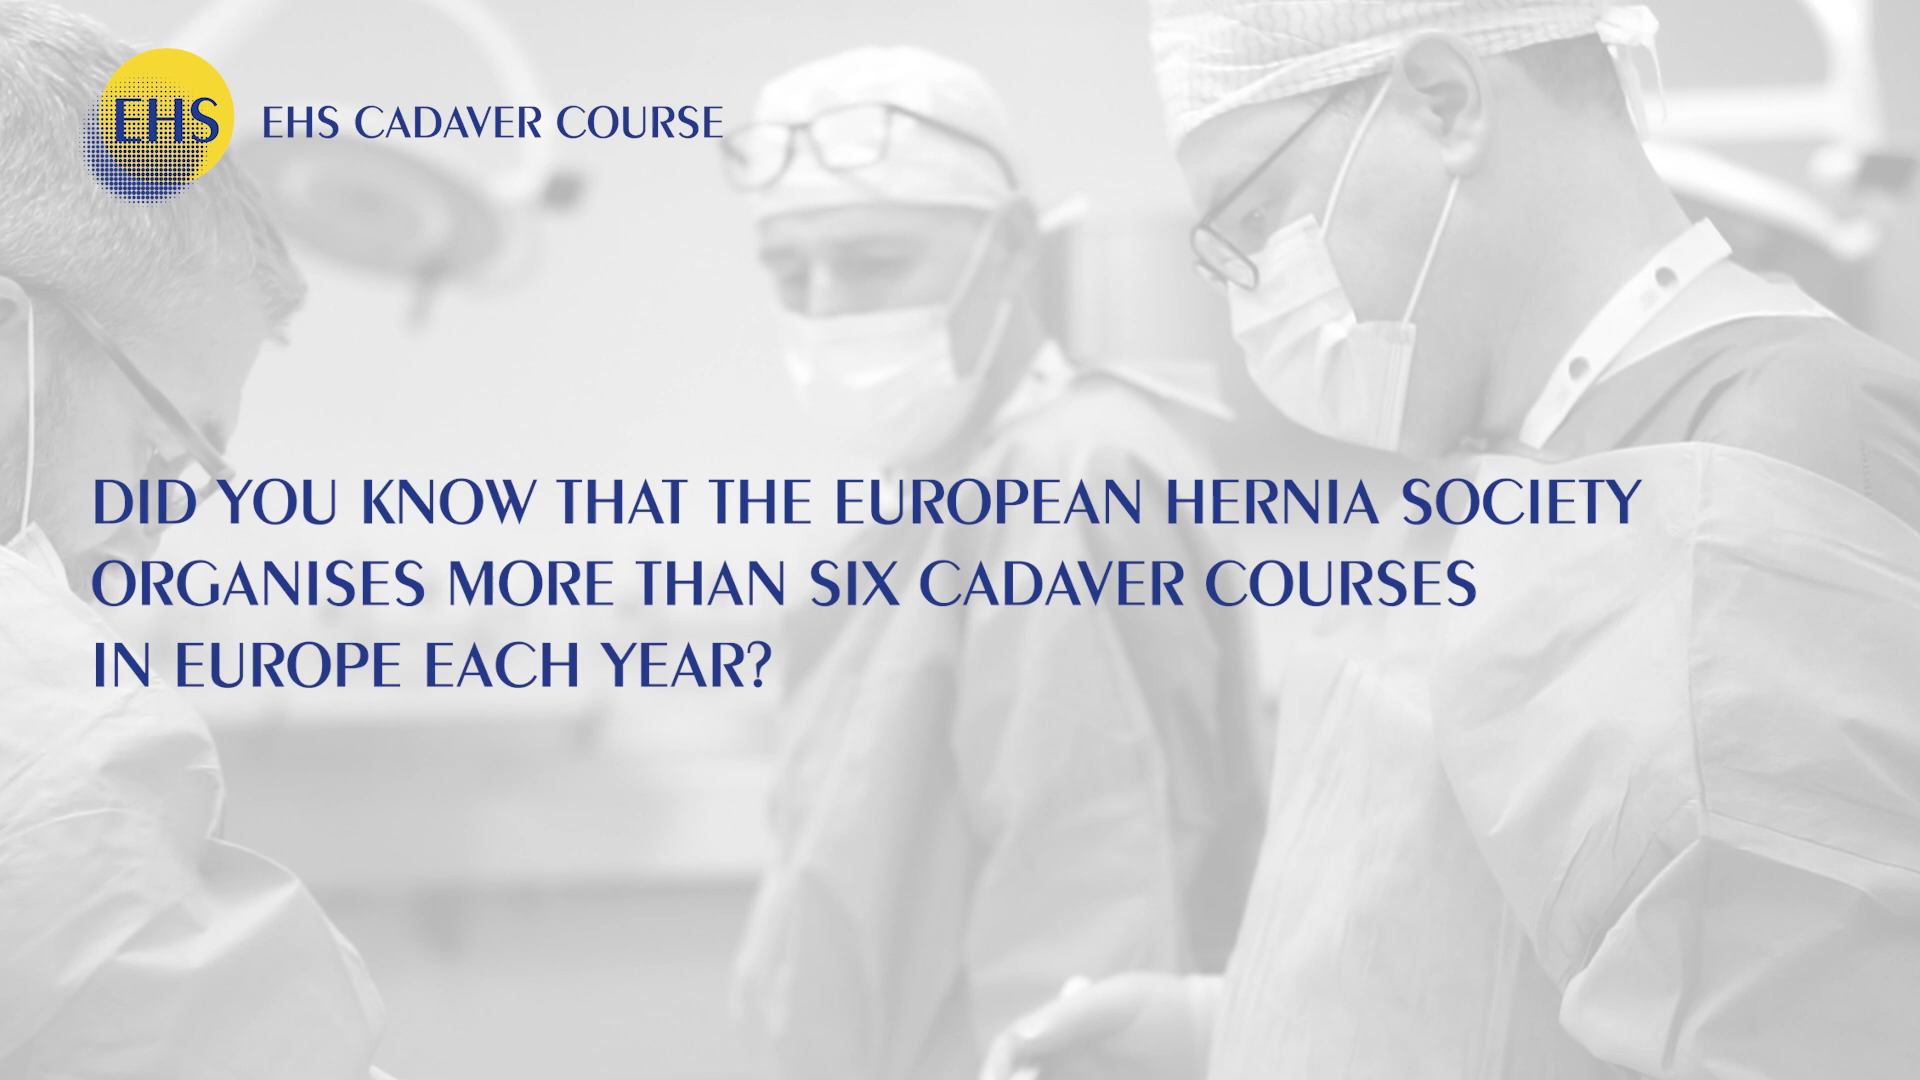 EHS
EHS CADAVER COURSE
DID YOU KNOW THAT THE EUROPEAN HERNIA SOCIETY
ORGANISES MORE THAN SIX CADAVER COURSES
IN EUROPE EACH YEAR?